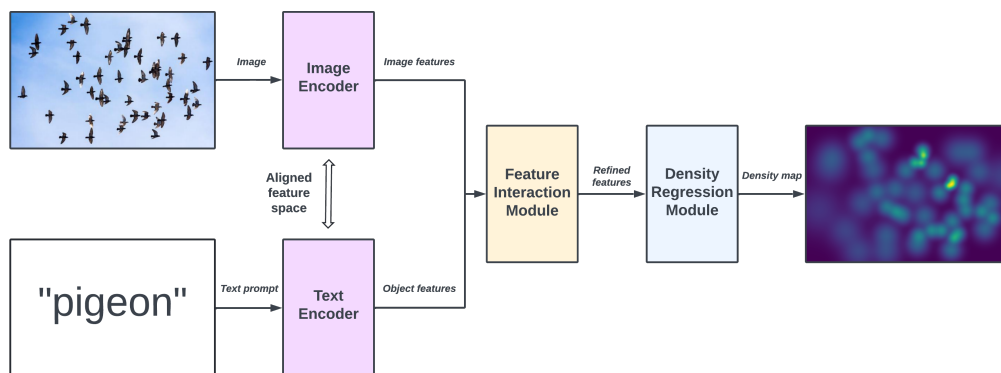 Image
Image
Encoder
Image features
Aligned
feature
space
"pigeon"
Text prompt
Text
Encoder
Object features
Feature
Interaction
Module
Refined
features
Density
Regression
Module
Density map